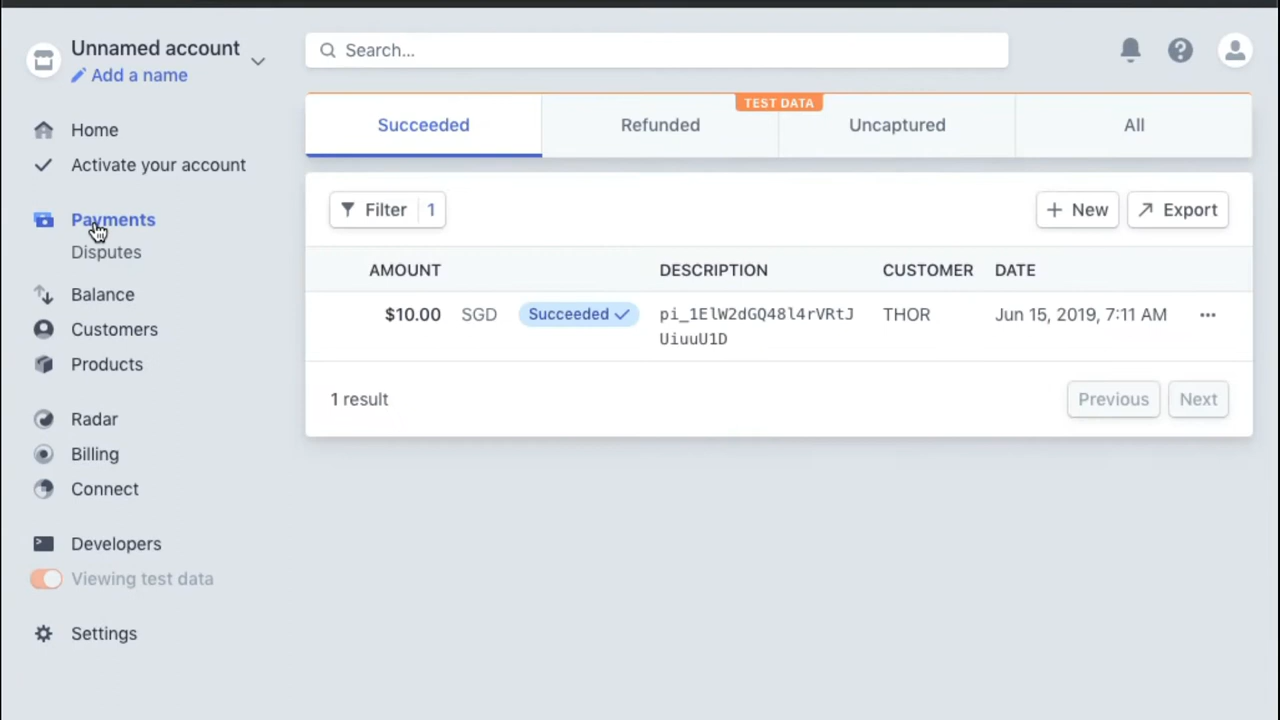 Unnamed account
Add a name
Search...
Home
Activate your account
Payments
Disputes
Balance
Customers
Products
Radar
Billing
Connect
Developers
Viewing test data
Settings
TEST DATA
Succeeded
Refunded
Uncaptured
All
Filter 1
+ New
Export
AMOUNT DESCRIPTION CUSTOMER DATE
$10.00 SGD Succeeded ✓ pi_1ElW2dGQ48l4rVRtJ THOR Jun 15, 2019, 7:11 AM ···
UiuuU1D
1 result
Previous
Next